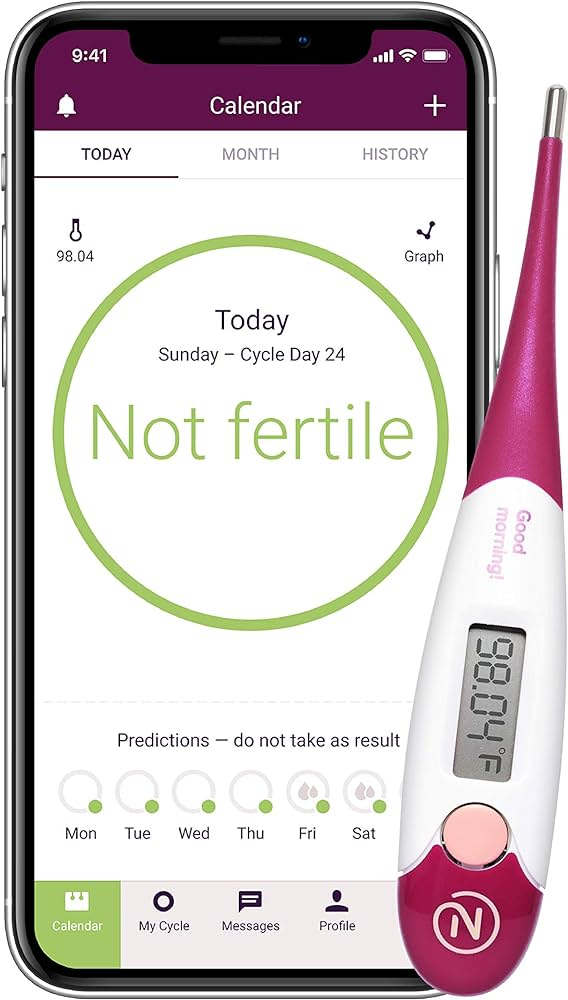 9:41
Calendar
TODAY MONTH HISTORY
98.04
Graph
Today
Sunday – Cycle Day 24
Not fertile
Predictions — do not take as result
Mon Tue Wed Thu Fri Sat
Calendar My Cycle Messages Profile
Good
morning!
98.04°F
N